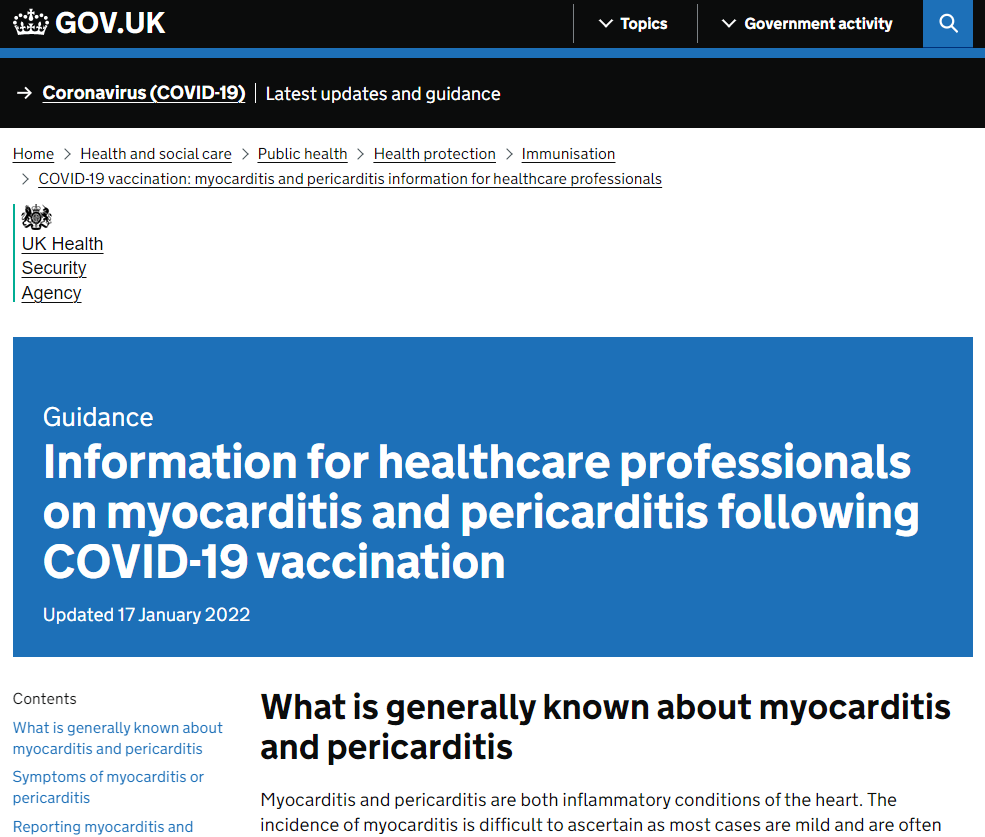 GOV.UK
Topics
Government activity
Coronavirus (COVID-19) Latest updates and guidance
Home Health and social care Public health Health protection Immunisation
COVID-19 vaccination: myocarditis and pericarditis information for healthcare professionals
UK Health
Security
Agency
Guidance
Information for healthcare professionals
on myocarditis and pericarditis following
COVID-19 vaccination
Updated 17 January 2022
Contents
What is generally known about
myocarditis and pericarditis
Symptoms of myocarditis or
pericarditis
Reporting myocarditis and
What is generally known about myocarditis
and pericarditis
Myocarditis and pericarditis are both inflammatory conditions of the heart. The
incidence of myocarditis is difficult to ascertain as most cases are mild and are often